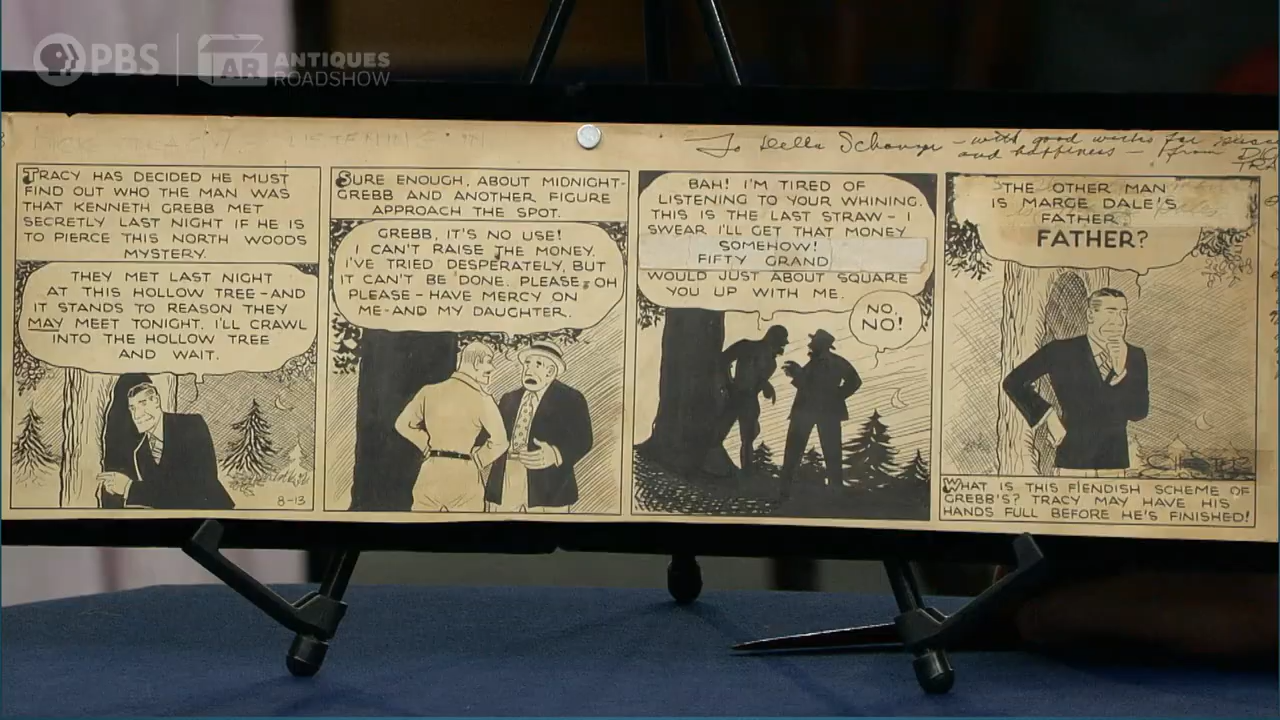 PBS
AR
ANTIQUES
ROADSHOW
To Della
— with good wishes for
and happiness — from
TRACY HAS DECIDED HE MUST
FIND OUT WHO THE MAN WAS
THAT KENNETH GREBB MET
SECRETLY LAST NIGHT IF HE IS
TO PIERCE THIS NORTH WOODS
MYSTERY.
THEY MET LAST NIGHT
AT THIS HOLLOW TREE - AND
IT STANDS TO REASON THEY
MAY MEET TONIGHT. I'LL CRAWL
INTO THE HOLLOW TREE
AND WAIT.
8-13
SURE ENOUGH, ABOUT MIDNIGHT-
GREBB AND ANOTHER FIGURE
APPROACH THE SPOT.
GREBB, IT'S NO USE!
I CAN'T RAISE THE MONEY.
I'VE TRIED DESPERATELY, BUT
IT CAN'T BE DONE. PLEASE, OH
PLEASE - HAVE MERCY ON
ME - AND MY DAUGHTER.
BAH! I'M TIRED OF
LISTENING TO YOUR WHINING.
THIS IS THE LAST STRAW - I
SWEAR I'LL GET THAT MONEY
SOMEHOW!
FIFTY GRAND
WOULD JUST ABOUT SQUARE
YOU UP WITH ME.
NO,
NO!
THE OTHER MAN
IS MARGE DALE'S
FATHER.
FATHER?
WHAT IS THIS FIENDISH SCHEME OF
GREBB'S? TRACY MAY HAVE HIS
HANDS FULL BEFORE HE'S FINISHED!